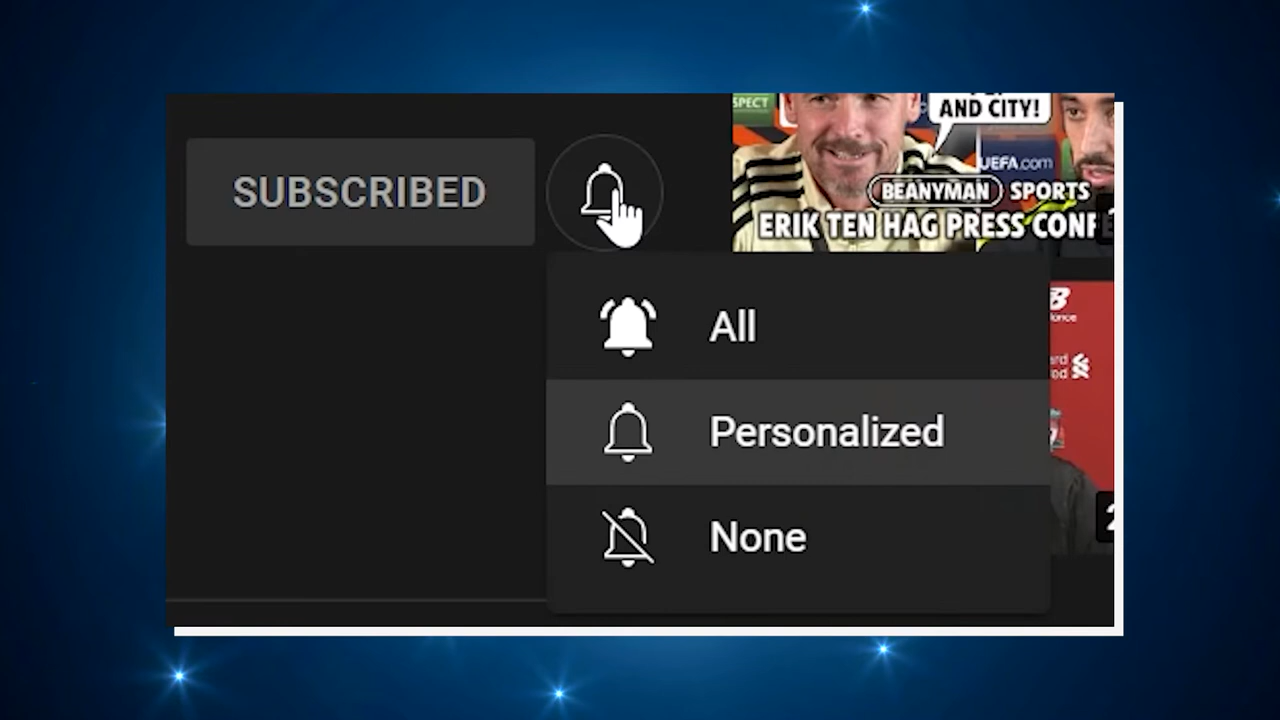 SUBSCRIBED
All
Personalized
None
SPECT
AND CITY!
UEFA.com
BEANYMAN SPORTS
ERIK TEN HAG PRESS CONF